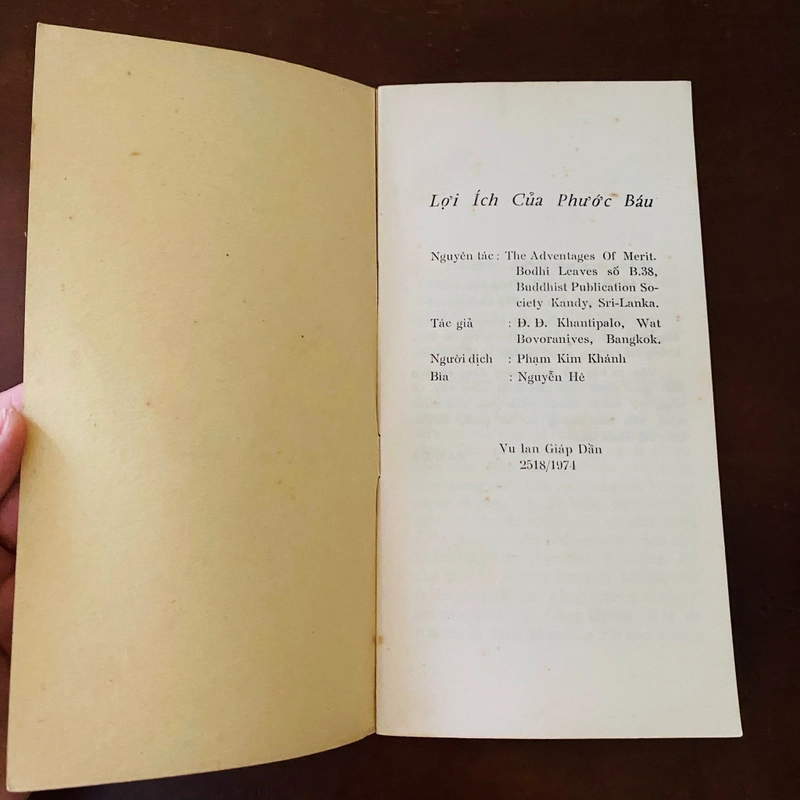 Lợi Ích Của Phước Báu
Nguyên tác : The Adventages Of Merit.
Bodhi Leaves số B.38,
Buddhist Publication So-
ciety Kandy, Sri-Lanka.
Tác giả : Đ. Đ. Khantipalo, Wat
Bovoranives, Bangkok.
Người dịch : Phạm Kim Khánh
Bìa : Nguyễn Hè
Vu lan Giáp Dần
2518/1974